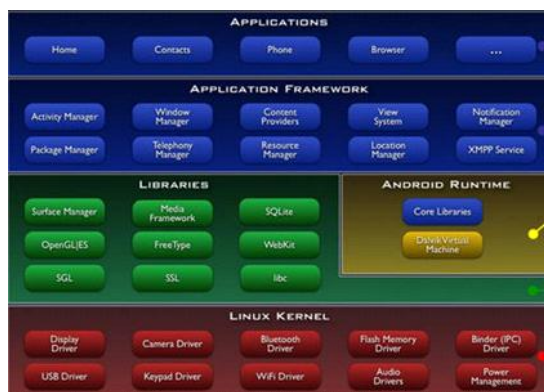 APPLICATIONS
Home Contacts Phone Browser ...
APPLICATION FRAMEWORK
Activity Manager Window Manager Content Providers View System Notification Manager
Package Manager Telephony Manager Resource Manager Location Manager XMPP Service
LIBRARIES
Surface Manager Media Framework SQLite
OpenGL|ES FreeType WebKit
SGL SSL libc
ANDROID RUNTIME
Core Libraries
Dalvik Virtual Machine
LINUX KERNEL
Display Driver Camera Driver Bluetooth Driver Flash Memory Driver Binder (IPC) Driver
USB Driver Keypad Driver WiFi Driver Audio Drivers Power Management